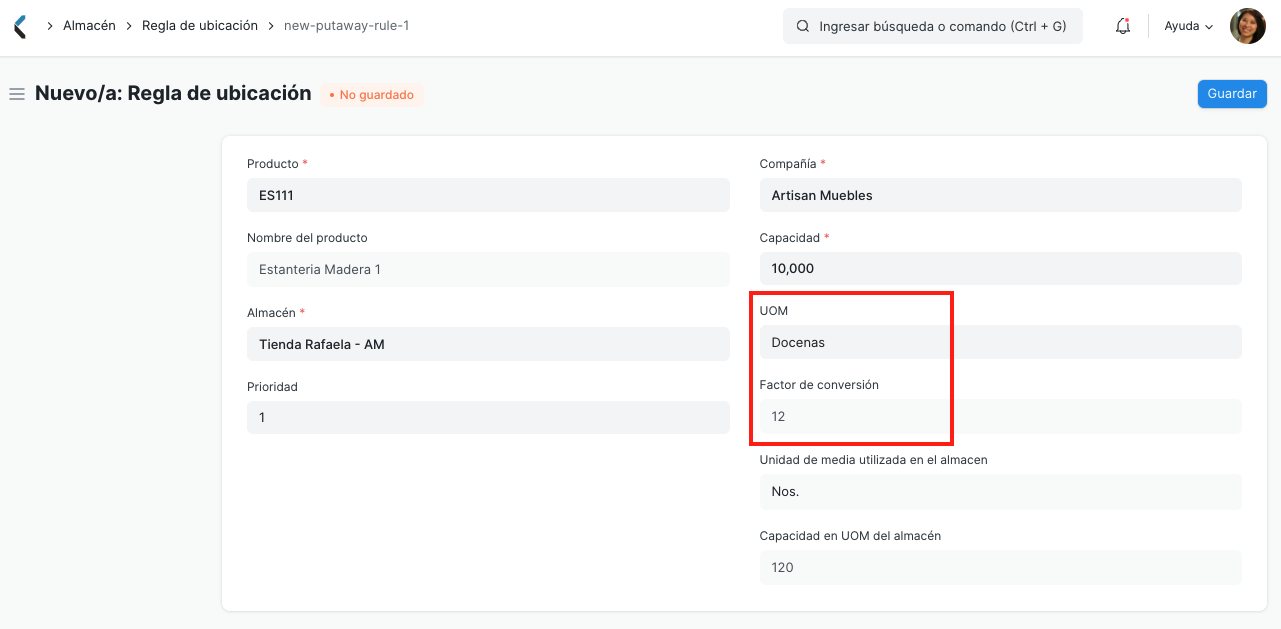 Almacén
Regla de ubicación
new-putaway-rule-1
Ingresar búsqueda o comando (Ctrl + G)
Ayuda
Nuevo/a: Regla de ubicación
No guardado
Guardar
Producto *
ES111
Nombre del producto
Estanteria Madera 1
Almacén *
Tienda Rafaela - AM
Prioridad
1
Compañía *
Artisan Muebles
Capacidad *
10,000
UOM
Docenas
Factor de conversión
12
Unidad de media utilizada en el almacen
Nos.
Capacidad en UOM del almacén
120